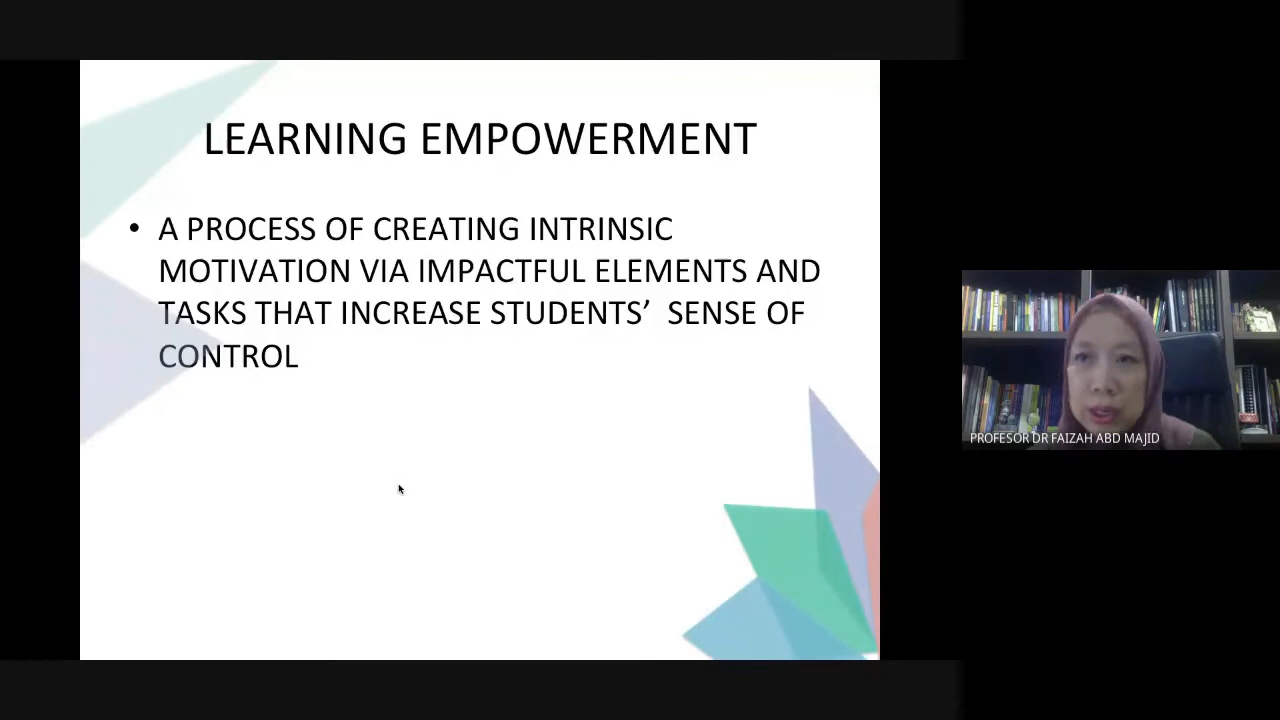 LEARNING EMPOWERMENT
• A PROCESS OF CREATING INTRINSIC
MOTIVATION VIA IMPACTFUL ELEMENTS AND
TASKS THAT INCREASE STUDENTS’  SENSE OF
CONTROL
PROFESOR DR FAIZAH ABD MAJID